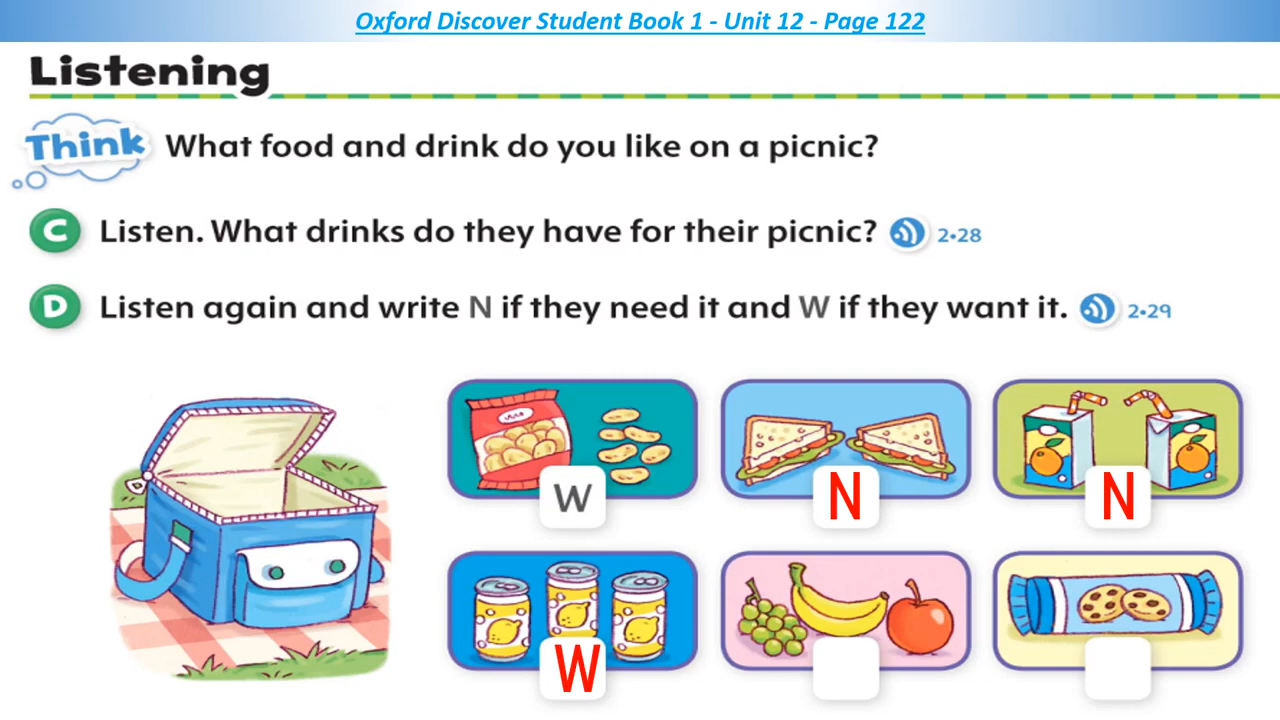 Oxford Discover Student Book 1 - Unit 12 - Page 122
Listening
Think What food and drink do you like on a picnic?
C Listen. What drinks do they have for their picnic? 2•28
D Listen again and write N if they need it and W if they want it. 2•29
W
N
N
W